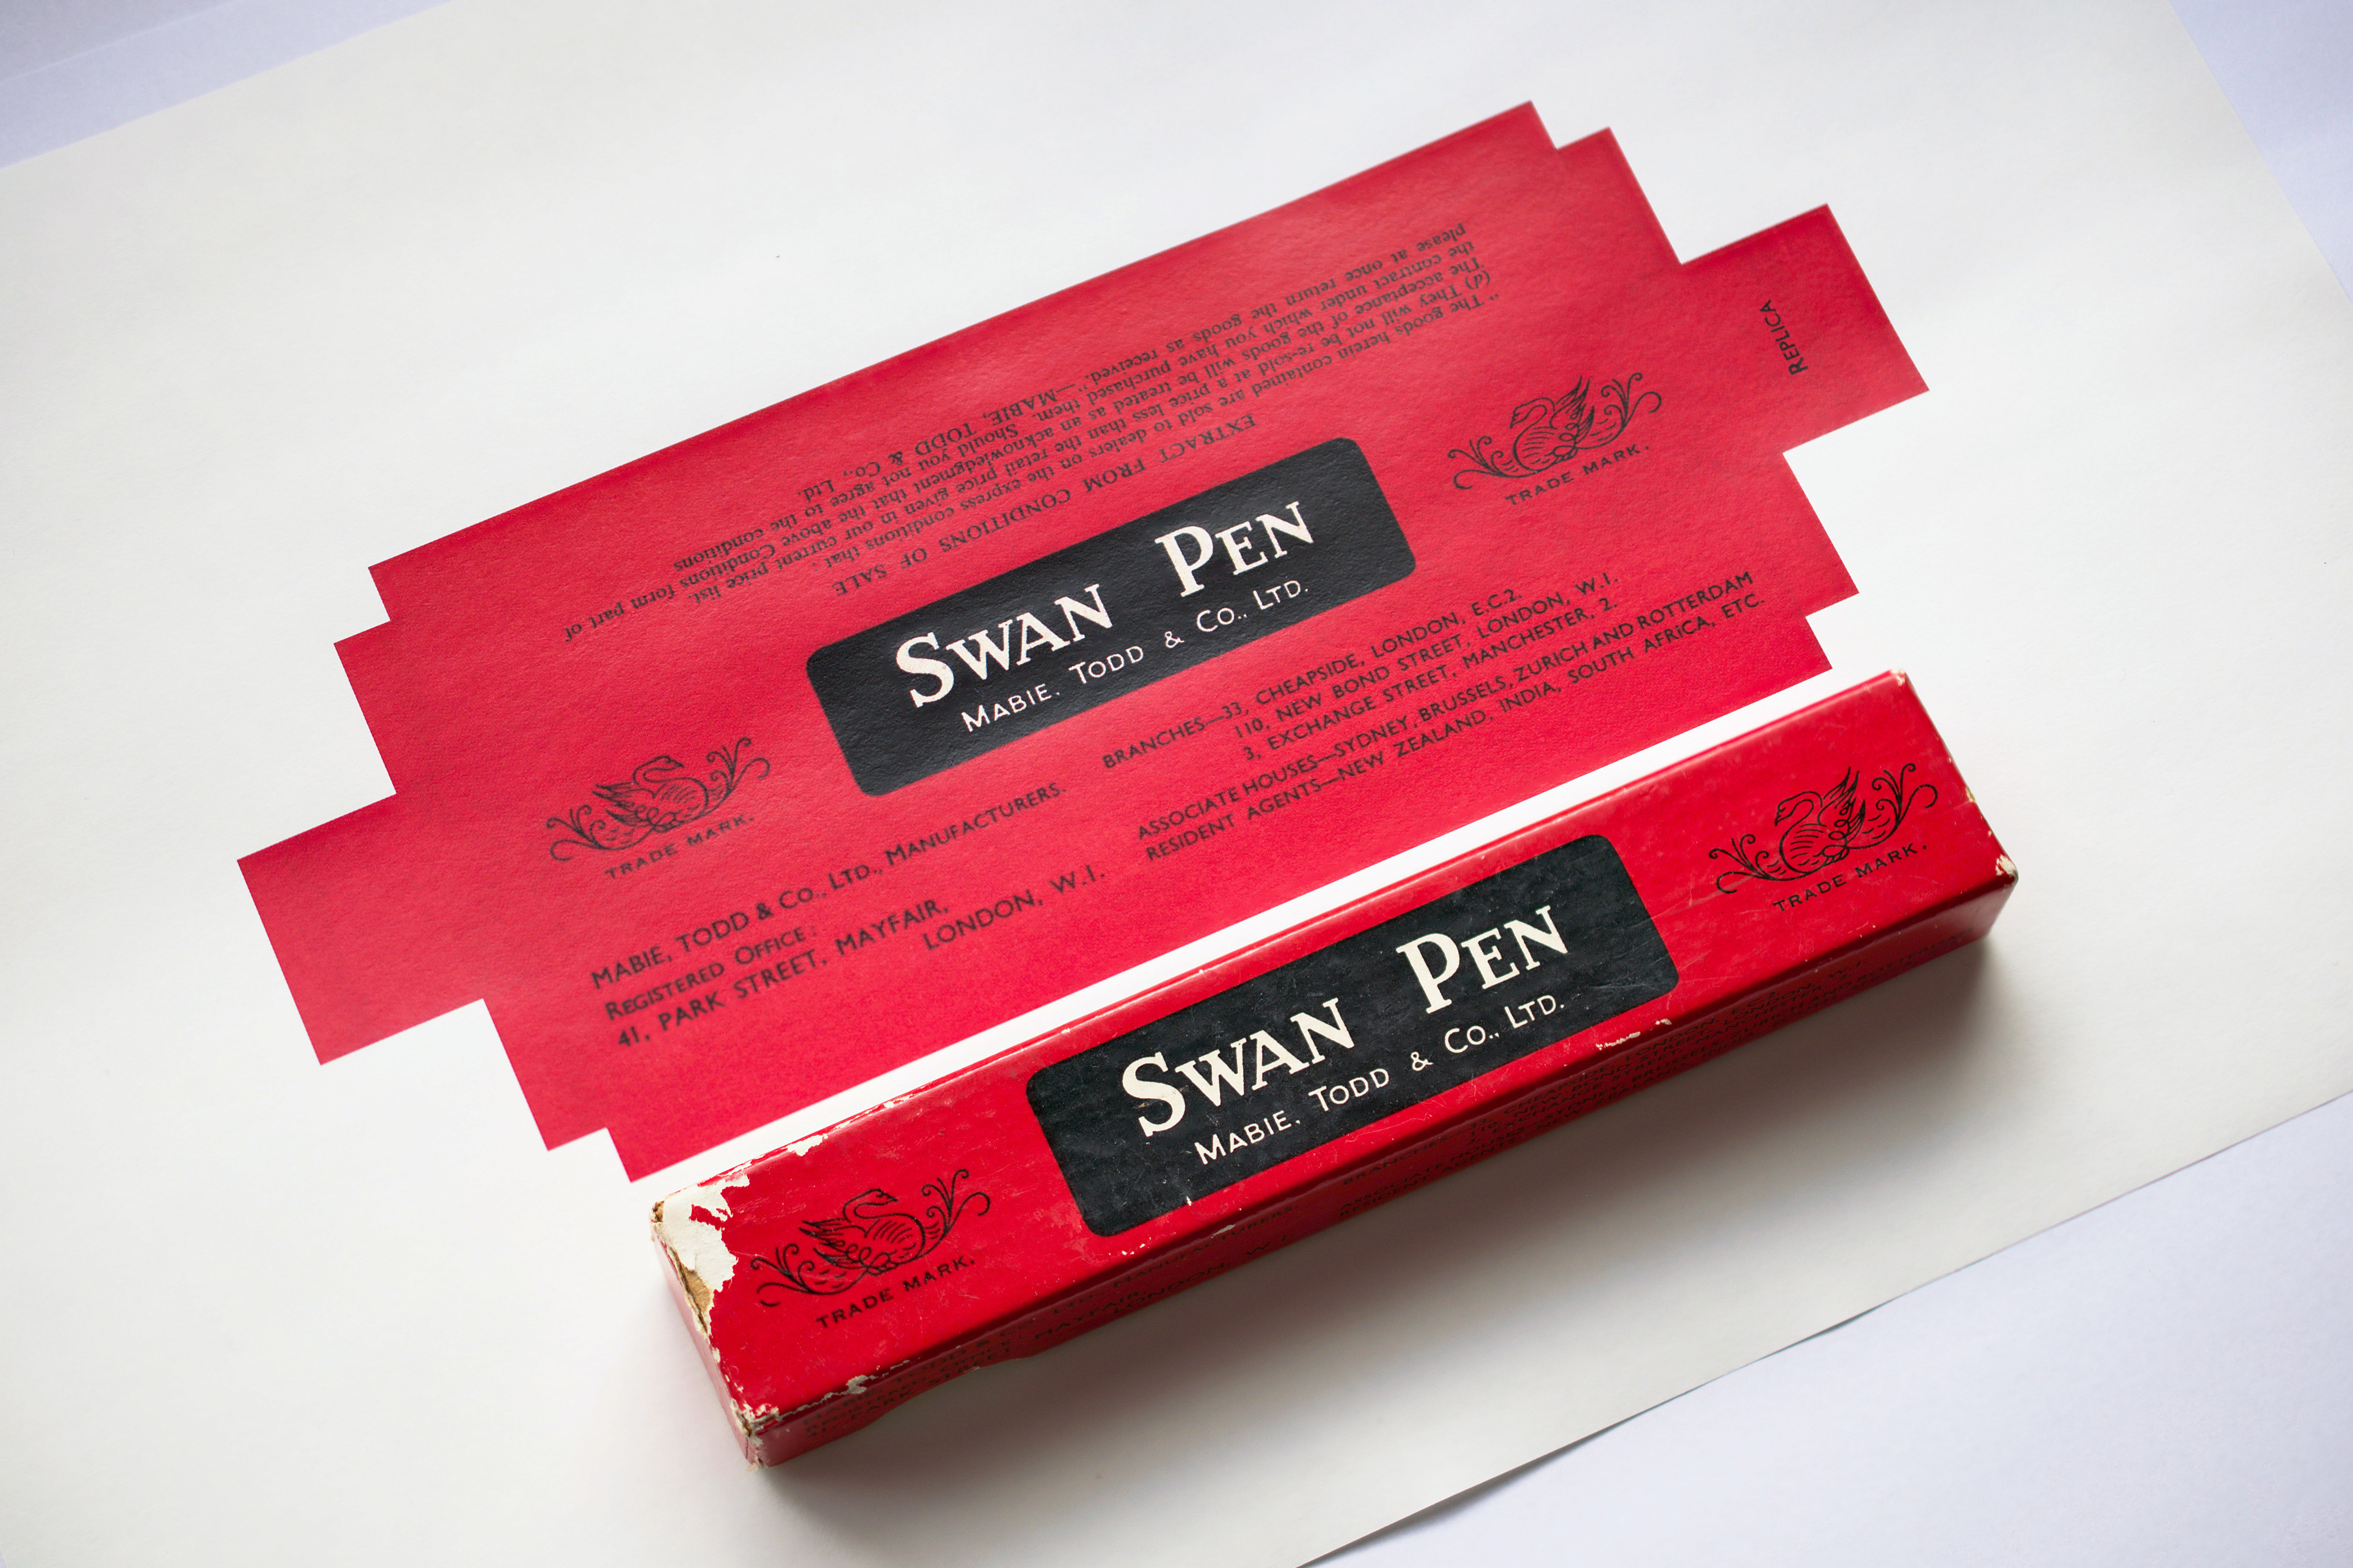 EXTRACT FROM CONDITIONS OF SALE
"The goods herein contained are sold to dealers on the express conditions that:
(d) They will not be re-sold at a price less than the retail price given in our current price list.
The acceptance of the goods will be treated as an acknowledgment that the above Conditions form part of
the contract under which you have purchased them. Should you not agree to the conditions
please at once return the goods as received."—MABIE, TODD & Co., Ltd.
REPLICA
TRADE MARK.
SWAN PEN
MABIE, TODD & CO., LTD.
TRADE MARK.
MABIE, TODD & CO., LTD., MANUFACTURERS.
REGISTERED OFFICE:
41, PARK STREET, MAYFAIR,
LONDON, W.I.
BRANCHES—33, CHEAPSIDE, LONDON, E.C.2.
110, NEW BOND STREET, LONDON, W.I.
3, EXCHANGE STREET, MANCHESTER, 2.
ASSOCIATE HOUSES—SYDNEY, BRUSSELS, ZURICH AND ROTTERDAM
RESIDENT AGENTS—NEW ZEALAND, INDIA, SOUTH AFRICA, ETC.
TRADE MARK.
SWAN PEN
MABIE, TODD & CO., LTD.
TRADE MARK.